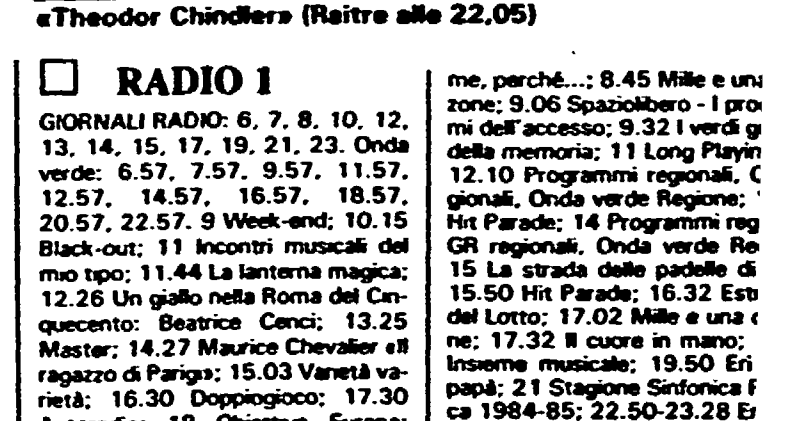 «Theodor Chindler» (Raitre alle 22,05)
RADIO 1
GIORNALI RADIO: 6, 7, 8, 10, 12,
13, 14, 15, 17, 19, 21, 23. Onda
verde: 6.57, 7.57, 9.57, 11.57,
12.57, 14.57, 16.57, 18.57,
20.57, 22.57. 9 Week-end; 10.15
Black-out; 11 Incontri musicali del
mio tipo; 11.44 La lanterna magica;
12.26 Un giallo nella Roma del Cin-
quecento: Beatrice Cenci; 13.25
Master; 14.27 Maurice Chevalier «Il
ragazzo di Parigi»; 15.03 Varietà va-
rietà; 16.30 Doppiogioco; 17.30
me, perché...; 8.45 Mille e una
zone; 9.06 Spaziolibero - I pro
mi dell'accesso; 9.32 I verdi g
della memoria; 11 Long Playin
12.10 Programmi regionali, G
gionali, Onda verde Regione;
Hit Parade; 14 Programmi reg
GR regionali, Onda verde Re
15 La strada delle padelle di
15.50 Hit Parade; 16.32 Est
del Lotto; 17.02 Mille e una c
ne; 17.32 Il cuore in mano;
Insieme musicale; 19.50 Eri
papà; 21 Stagione Sinfonica
ca 1984-85; 22.50-23.28